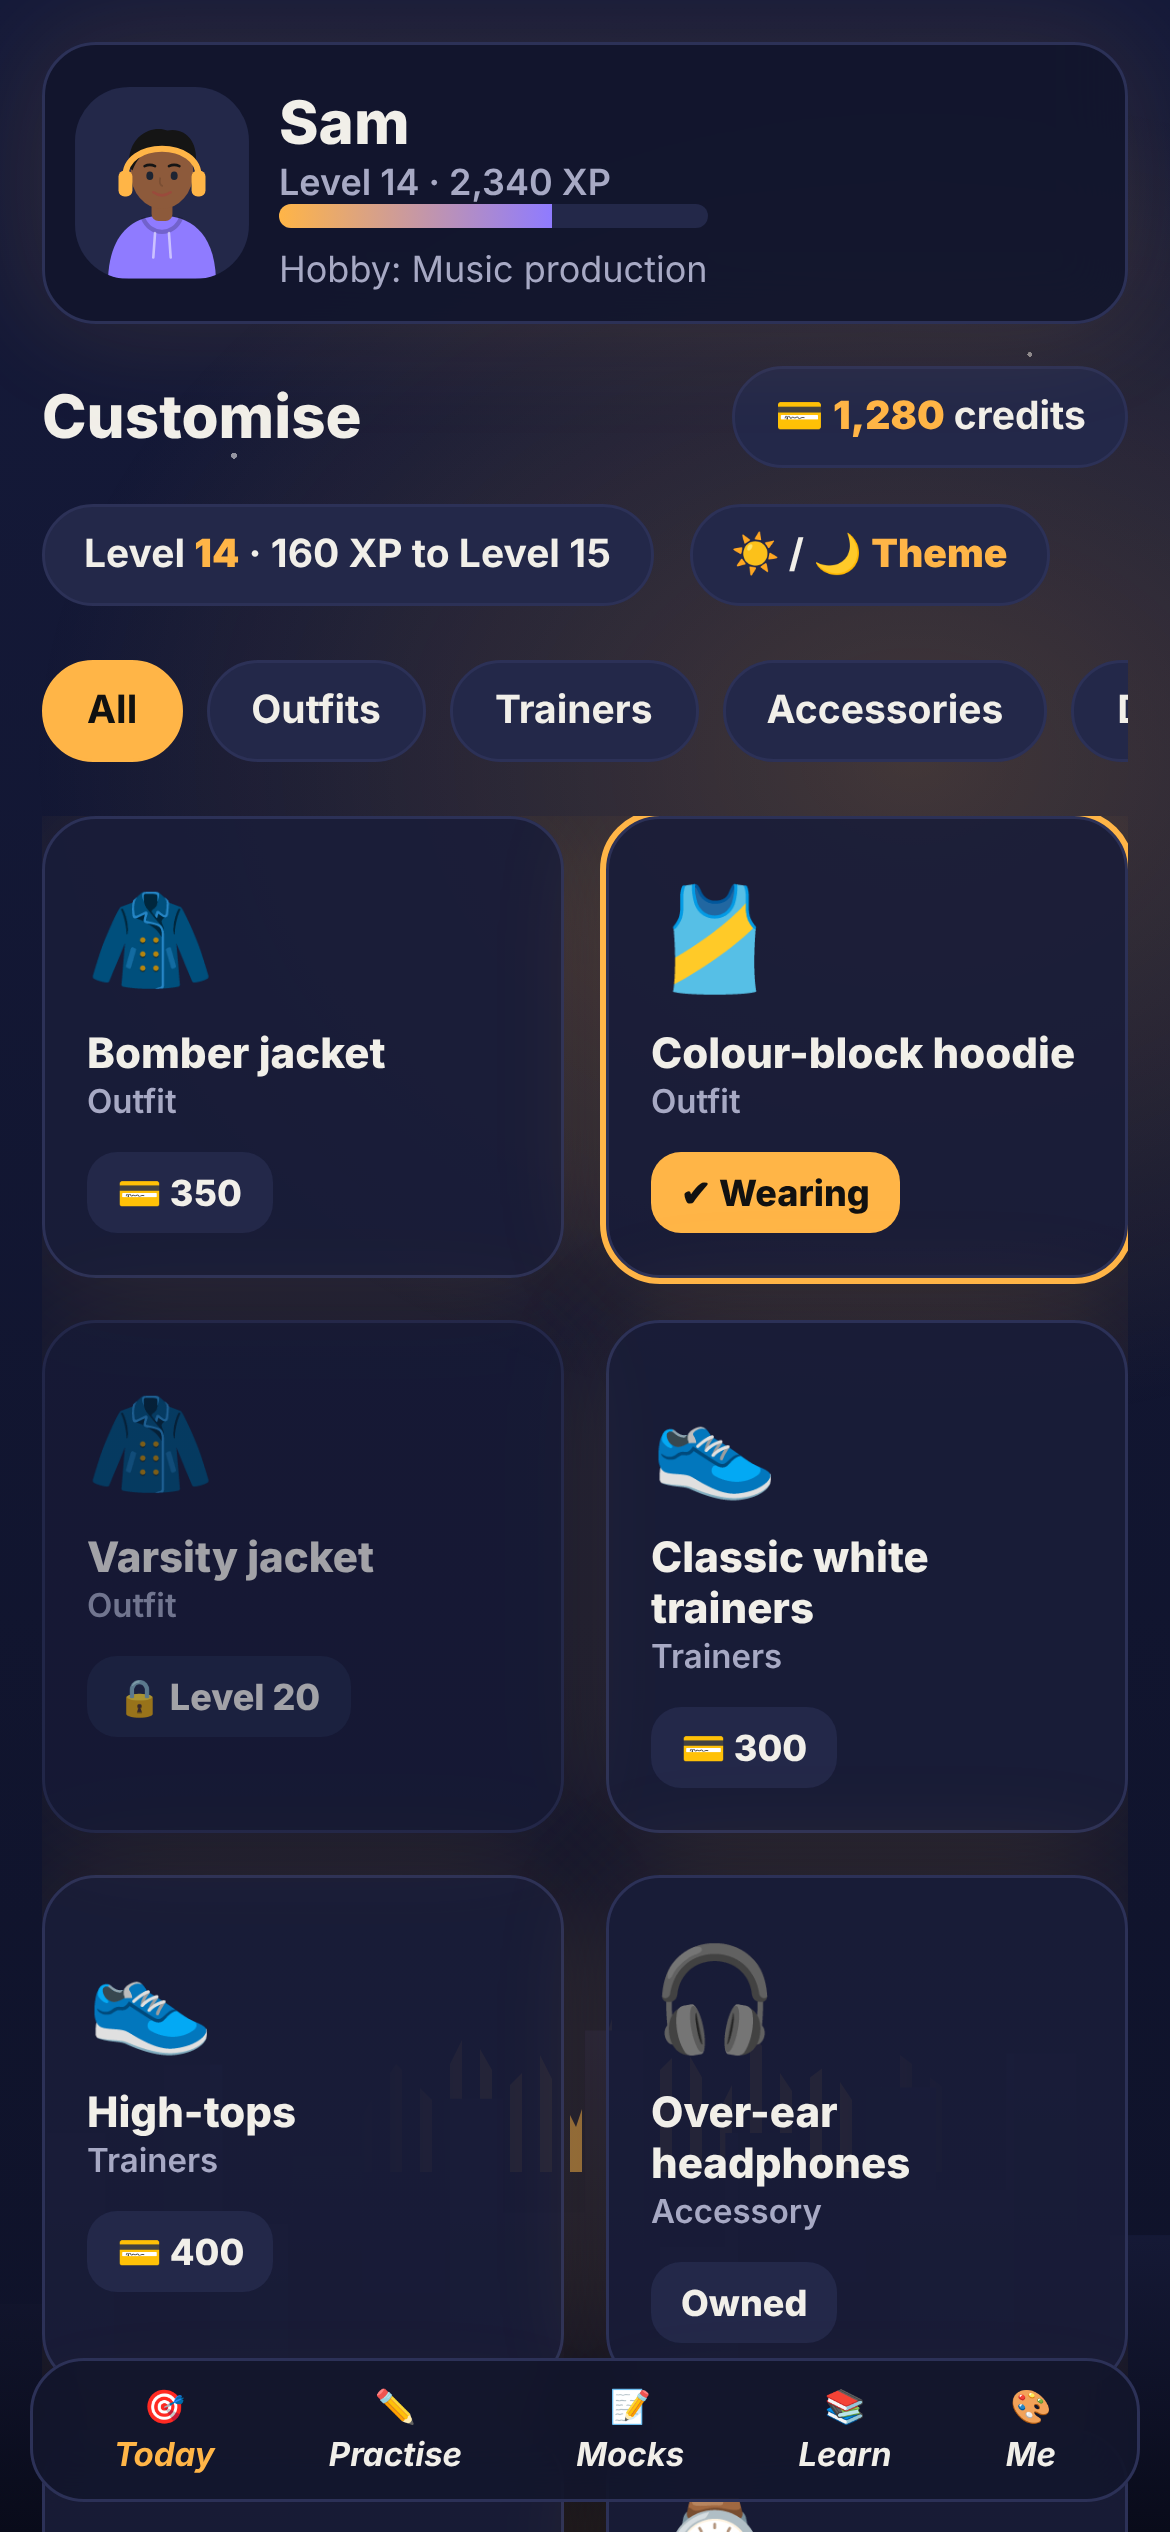 Sam
Level 14 · 2,340 XP
Hobby: Music production
Customise
💳 1,280 credits
Level 14 · 160 XP to Level 15
☀️ / 🌙 Theme
All
Outfits
Trainers
Accessories
Bomber jacket
Outfit
💳 350
Colour-block hoodie
Outfit
✔ Wearing
Varsity jacket
Outfit
🔒 Level 20
Classic white
trainers
Trainers
💳 300
High-tops
Trainers
💳 400
Over-ear
headphones
Accessory
Owned
Today
Practise
Mocks
Learn
Me